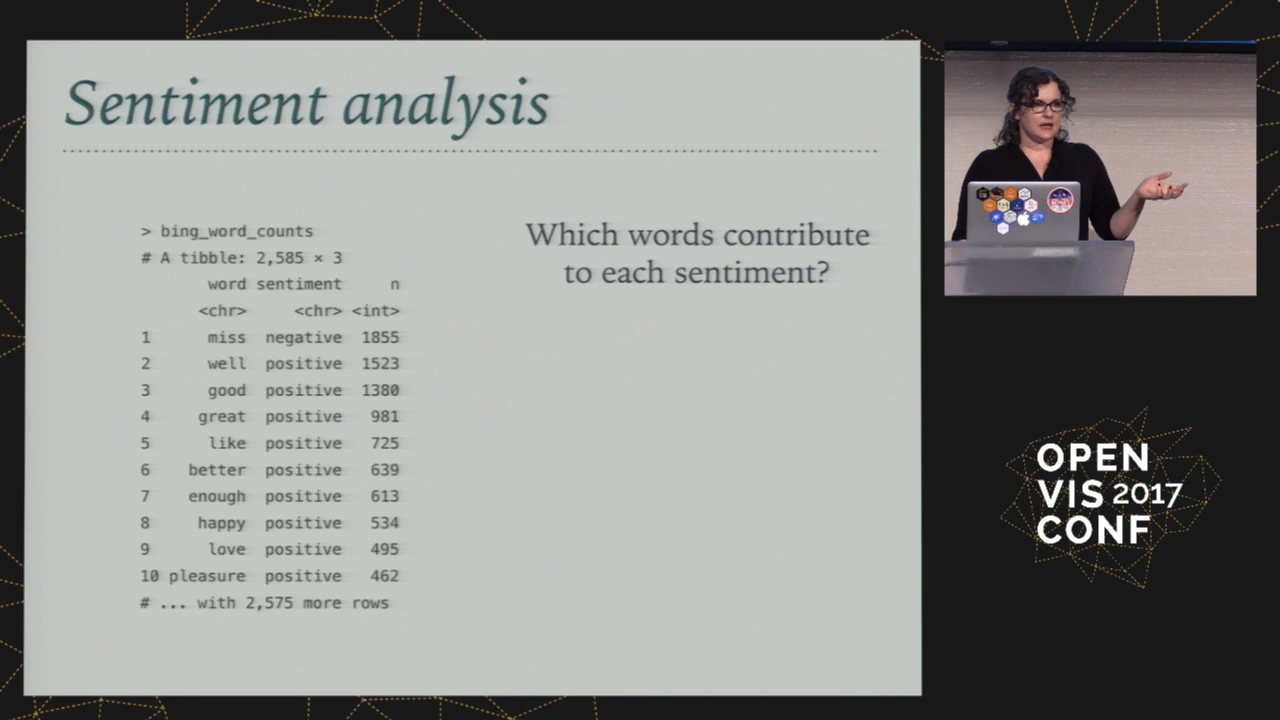 Sentiment analysis
> bing_word_counts
# A tibble: 2,585 × 3
word sentiment n
<chr> <chr> <int>
1 miss negative 1855
2 well positive 1523
3 good positive 1380
4 great positive 981
5 like positive 725
6 better positive 639
7 enough positive 613
8 happy positive 534
9 love positive 495
10 pleasure positive 462
# ... with 2,575 more rows
Which words contribute
to each sentiment?
OPEN
VIS 2017
CONF